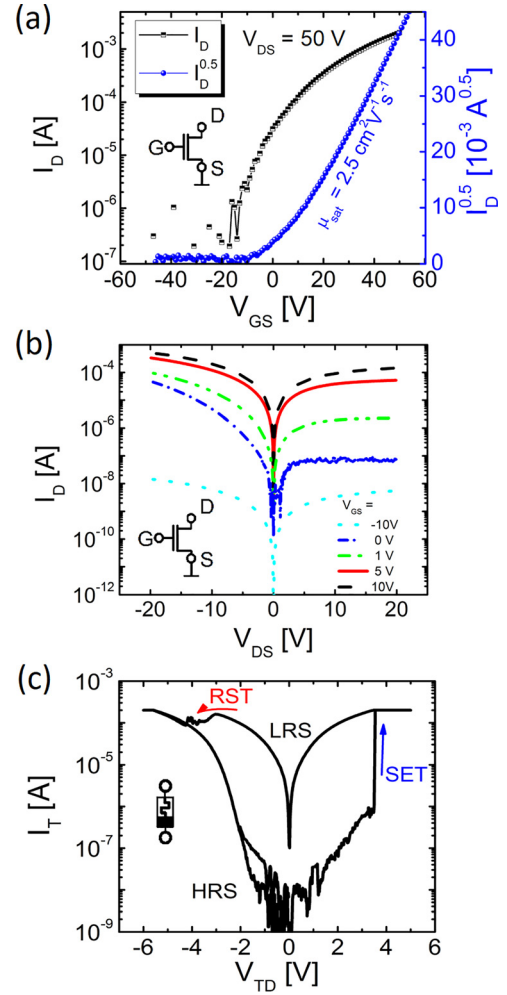 (a)
I_D
I_D^0.5
V_DS = 50 V
G D S
μ_sat = 2.5 cm²V⁻¹s⁻¹
I_D [A]
10⁻³
10⁻⁴
10⁻⁵
10⁻⁶
10⁻⁷
I_D^0.5 [10⁻³ A^0.5]
40
30
20
10
0
-60 -40 -20 0 20 40 60
V_GS [V]
(b)
I_D [A]
10⁻⁴
10⁻⁶
10⁻⁸
10⁻¹⁰
10⁻¹²
G D S
V_GS =
-10V
0 V
1 V
5 V
10V
-20 -10 0 10 20
V_DS [V]
(c)
I_T [A]
10⁻³
10⁻⁵
10⁻⁷
10⁻⁹
RST
LRS
SET
HRS
-6 -4 -2 0 2 4 6
V_TD [V]